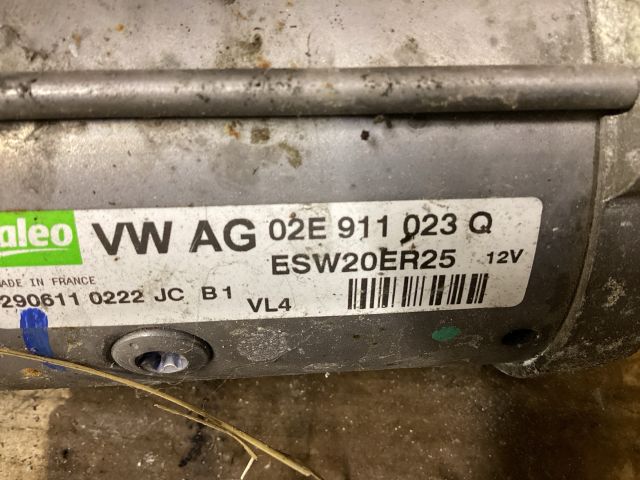 aleo VW AG 02E 911 023 Q
ESW20ER25 12V
ADE IN FRANCE
290611 0222 JC B1
VL4